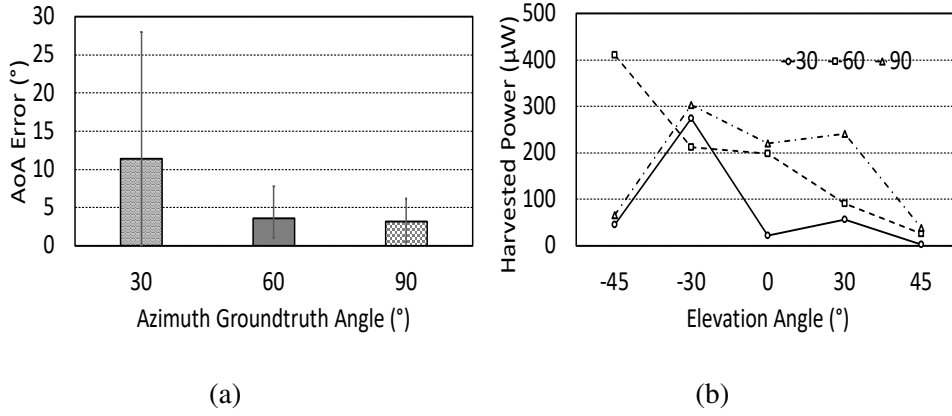 30
25
20
15
10
5
0
AoA Error (°)
30 60 90
Azimuth Groundtruth Angle (°)
(a)
500
400
300
200
100
0
Harvested Power (µW)
30 60 90
-45 -30 0 30 45
Elevation Angle (°)
(b)